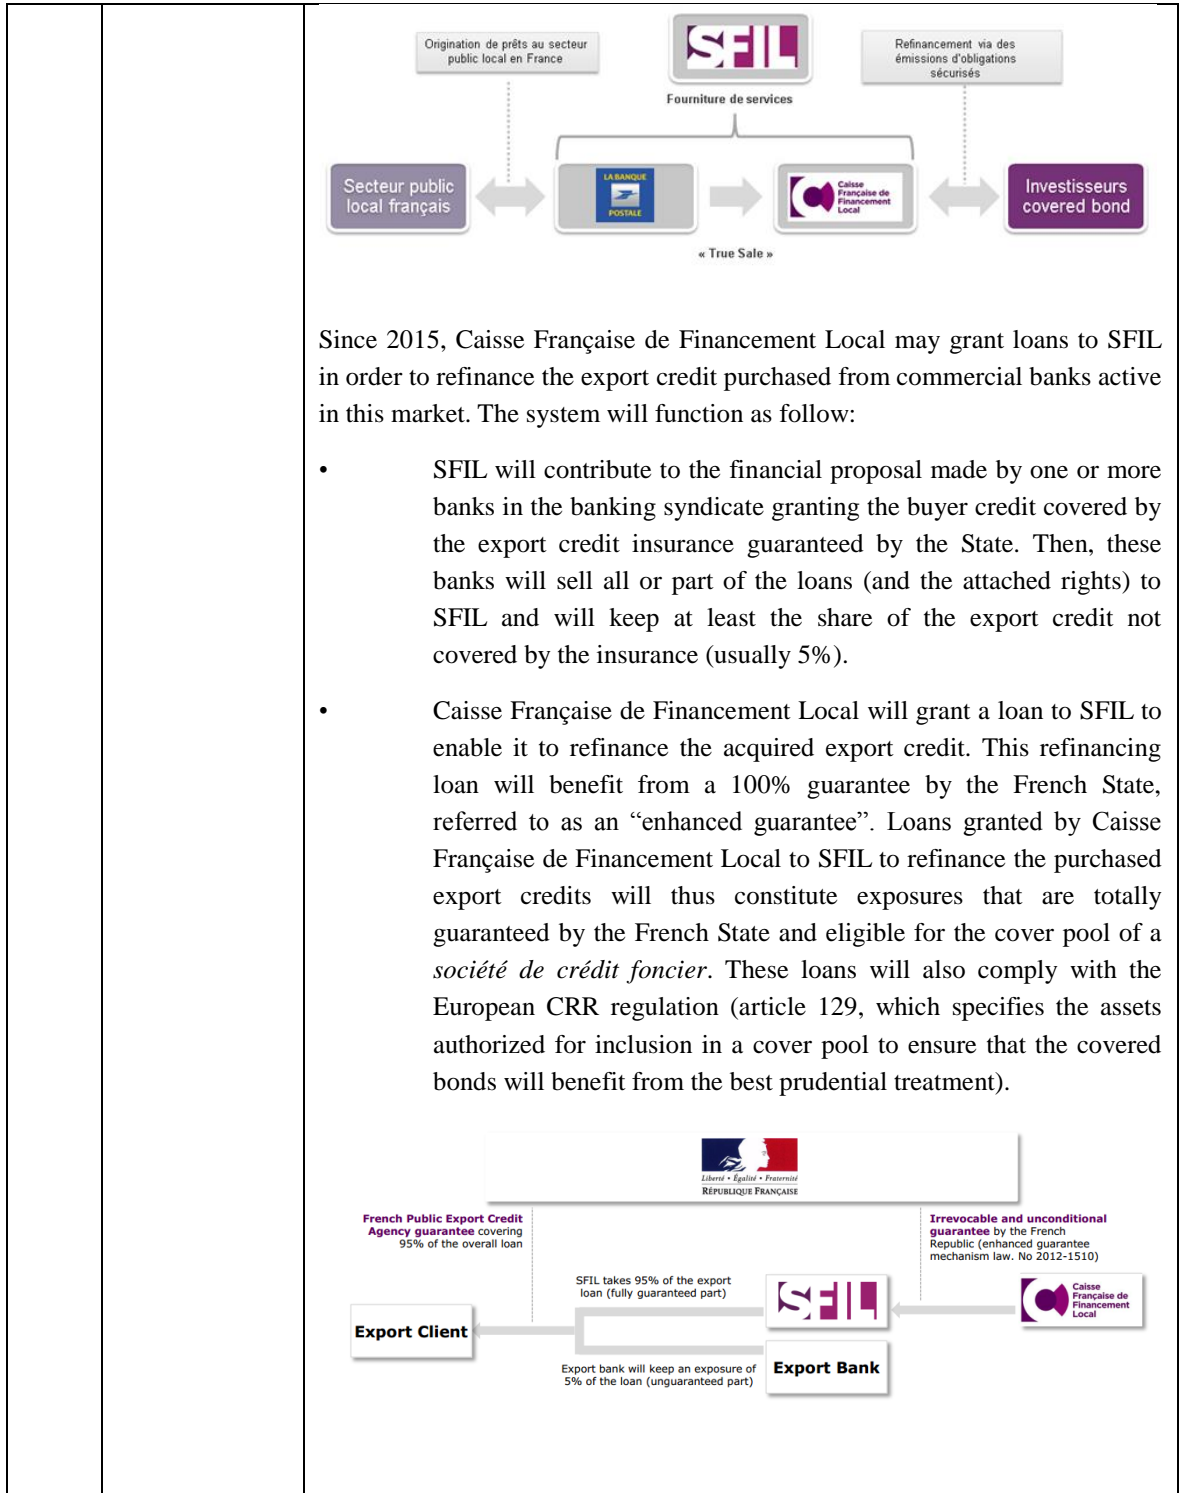 Origination de prêts au secteur
public local en France
SFIL
Refinancement via des
émissions d'obligations
sécurisés
Fourniture de services
Secteur public
local français
LA BANQUE
POSTALE
Caisse
Française de
Financement
Local
Investisseurs
covered bond
« True Sale »
Since 2015, Caisse Française de Financement Local may grant loans to SFIL
in order to refinance the export credit purchased from commercial banks active
in this market. The system will function as follow:
• SFIL will contribute to the financial proposal made by one or more
banks in the banking syndicate granting the buyer credit covered by
the export credit insurance guaranteed by the State. Then, these
banks will sell all or part of the loans (and the attached rights) to
SFIL and will keep at least the share of the export credit not
covered by the insurance (usually 5%).
• Caisse Française de Financement Local will grant a loan to SFIL to
enable it to refinance the acquired export credit. This refinancing
loan will benefit from a 100% guarantee by the French State,
referred to as an “enhanced guarantee”. Loans granted by Caisse
Française de Financement Local to SFIL to refinance the purchased
export credits will thus constitute exposures that are totally
guaranteed by the French State and eligible for the cover pool of a
société de crédit foncier. These loans will also comply with the
European CRR regulation (article 129, which specifies the assets
authorized for inclusion in a cover pool to ensure that the covered
bonds will benefit from the best prudential treatment).
Liberté • Égalité • Fraternité
RÉPUBLIQUE FRANÇAISE
French Public Export Credit
Agency guarantee covering
95% of the overall loan
Irrevocable and unconditional
guarantee by the French
Republic (enhanced guarantee
mechanism law. No 2012-1510)
SFIL takes 95% of the export
loan (fully guaranteed part)
SFIL
Caisse
Française de
Financement
Local
Export Client
Export bank will keep an exposure of
5% of the loan (unguaranteed part)
Export Bank